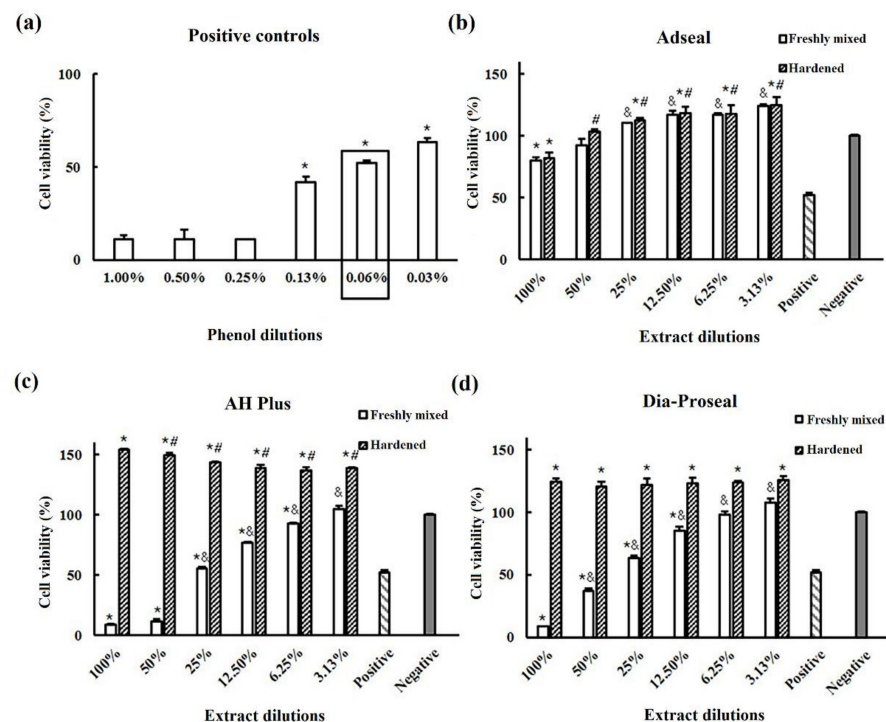 (a)
Positive controls
Cell viability (%)
100
50
0
*
*
*
1.00%
0.50%
0.25%
0.13%
0.06%
0.03%
Phenol dilutions
(b)
Adseal
Freshly mixed
Hardened
Cell viability (%)
150
100
50
0
* *
#
& *#
& *#
& *#
& *#
100%
50%
25%
12.50%
6.25%
3.13%
Positive
Negative
Extract dilutions
(c)
AH Plus
Freshly mixed
Hardened
Cell viability (%)
150
100
50
0
* *
* *#
*& *#
*& *#
*& *#
& *#
100%
50%
25%
12.50%
6.25%
3.13%
Positive
Negative
Extract dilutions
(d)
Dia-Proseal
Freshly mixed
Hardened
Cell viability (%)
150
100
50
0
* *
*& *
*& *
*& *
& *
& *
100%
50%
25%
12.50%
6.25%
3.13%
Positive
Negative
Extract dilutions